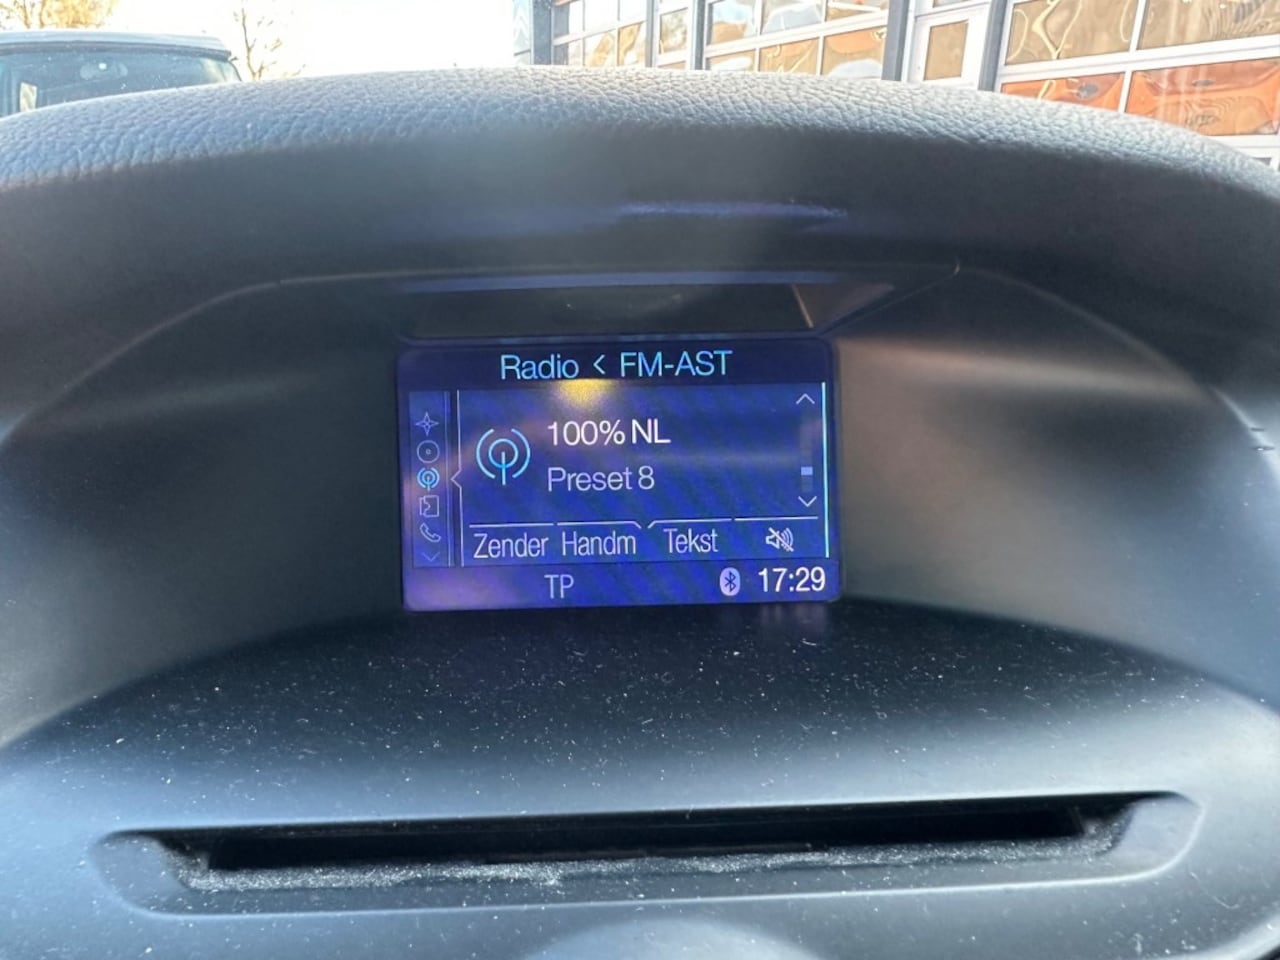 Radio < FM-AST
100% NL
Preset 8
Zender Handm Tekst
TP 17:29